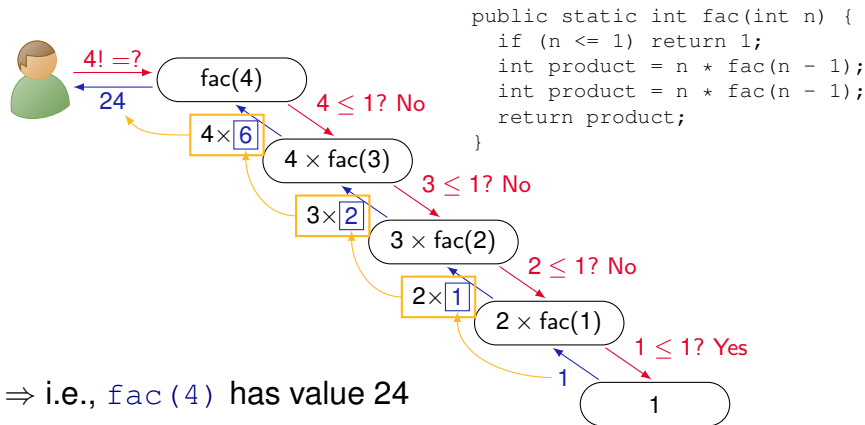 public static int fac(int n) {
if (n <= 1) return 1;
int product = n * fac(n - 1);
int product = n * fac(n - 1);
return product;
}
4! =?
24
fac(4)
4 ≤ 1? No
4× 6
4 × fac(3)
3 ≤ 1? No
3× 2
3 × fac(2)
2 ≤ 1? No
2× 1
2 × fac(1)
1 ≤ 1? Yes
1
1
⇒ i.e., fac(4) has value 24